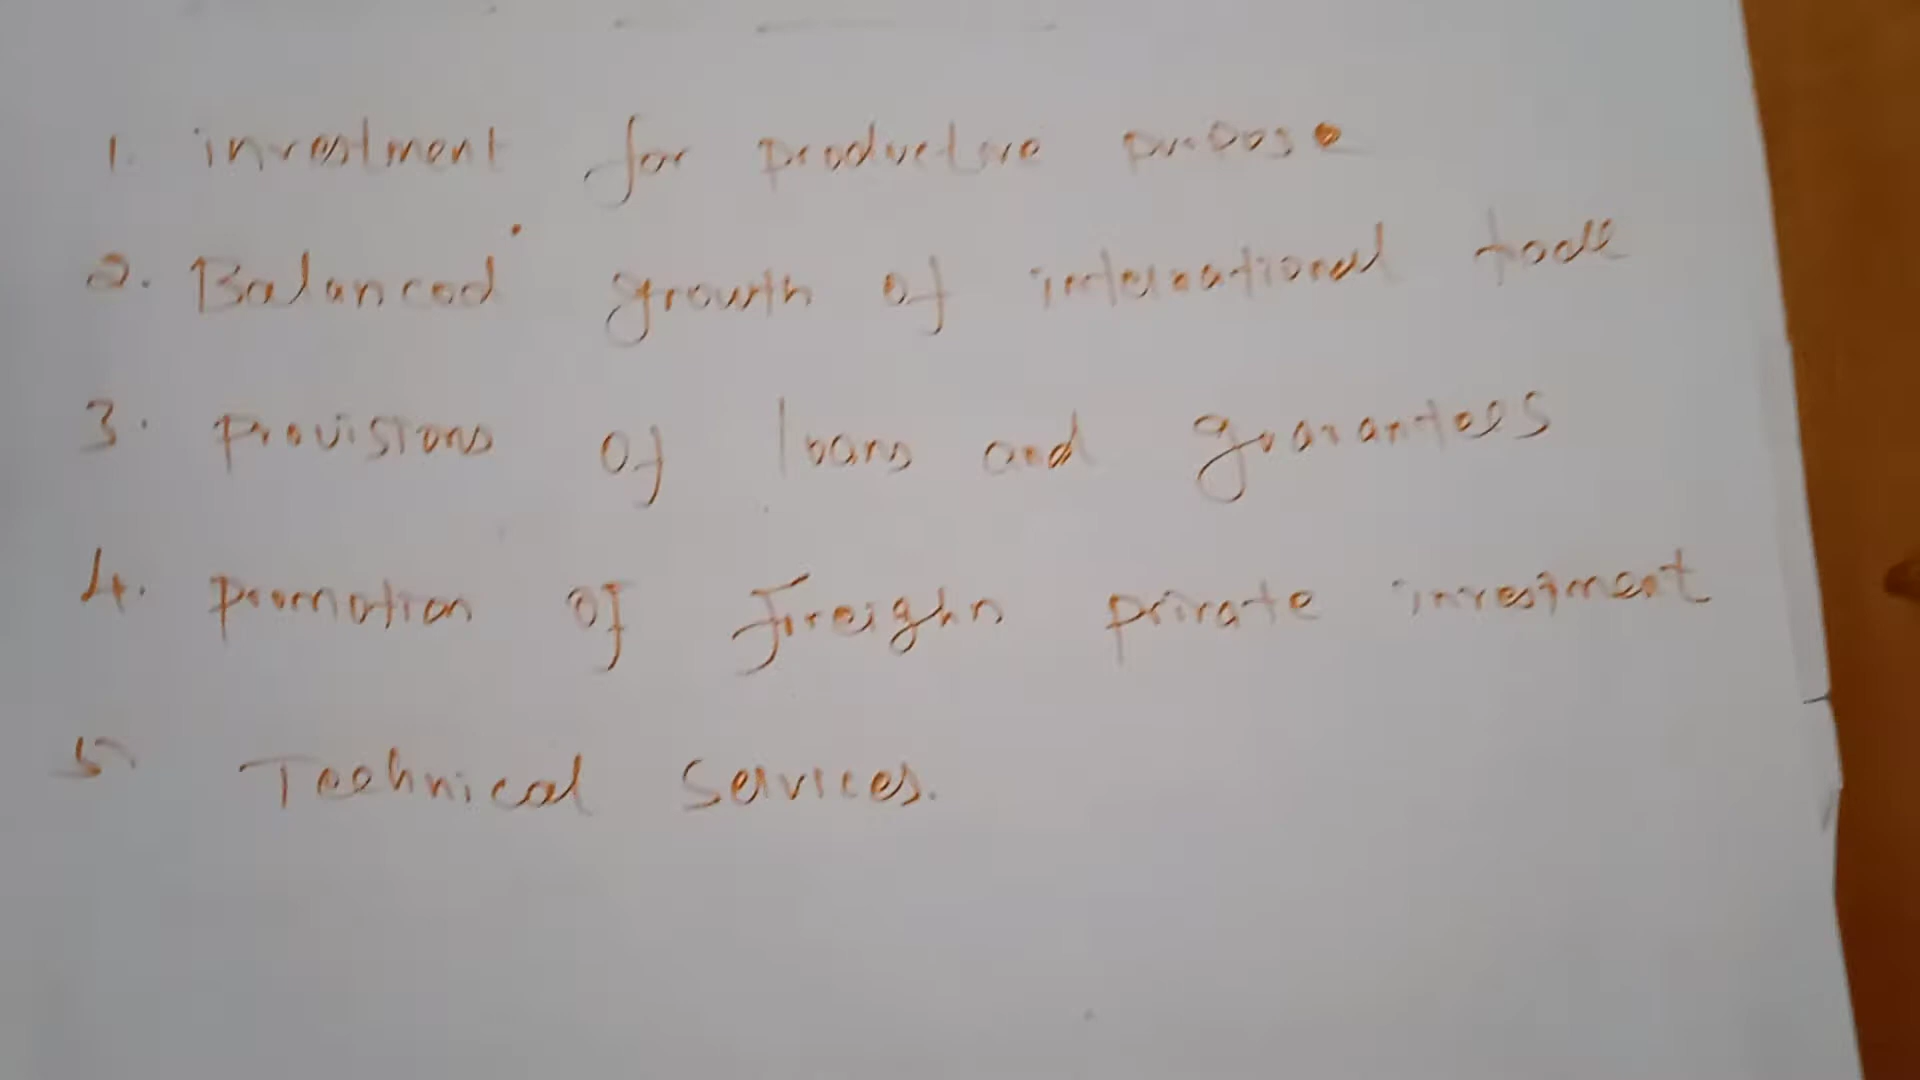 1. investment for productive purpose
2. Balanced growth of international trade
3. provisions of loans and guarantees
4. promotion of foreighn private investment
5. Technical Services.